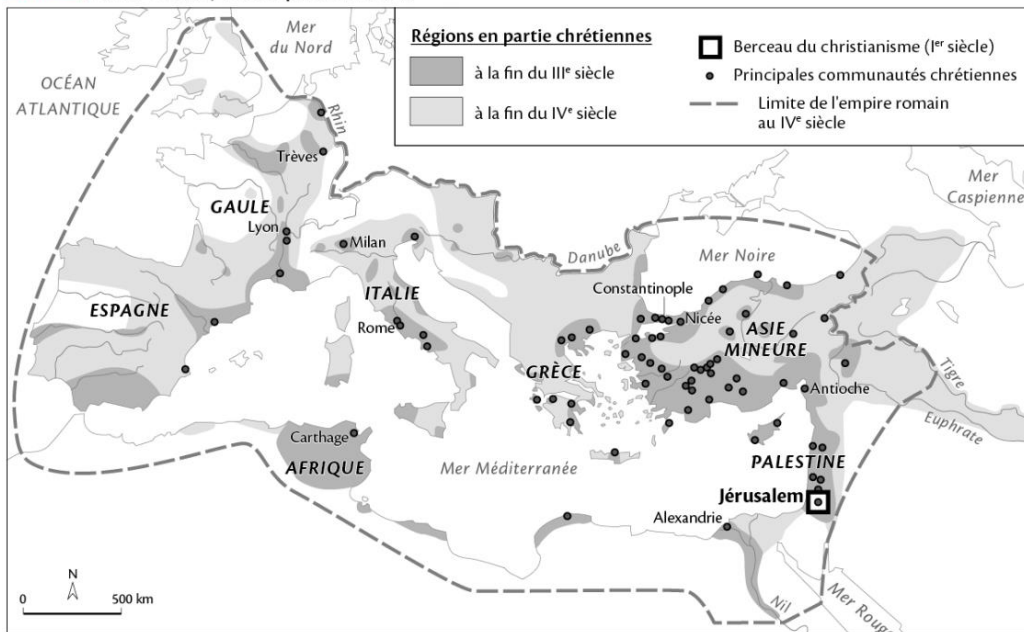 Mer
du Nord
OCÉAN
ATLANTIQUE
Régions en partie chrétiennes
à la fin du IIIe siècle
à la fin du IVe siècle
Berceau du christianisme (Ier siècle)
Principales communautés chrétiennes
Limite de l'empire romain
au IVe siècle
Rhin
Trèves
GAULE
Lyon
Milan
Danube
Mer Noire
Mer
Caspienne
Constantinople
Nicée
ESPAGNE
ITALIE
Rome
ASIE
MINEURE
GRÈCE
Antioche
Tigre
Euphrate
Carthage
AFRIQUE
Mer Méditerranée
PALESTINE
Jérusalem
Alexandrie
Nil
Mer Rouge
N
0 500 km